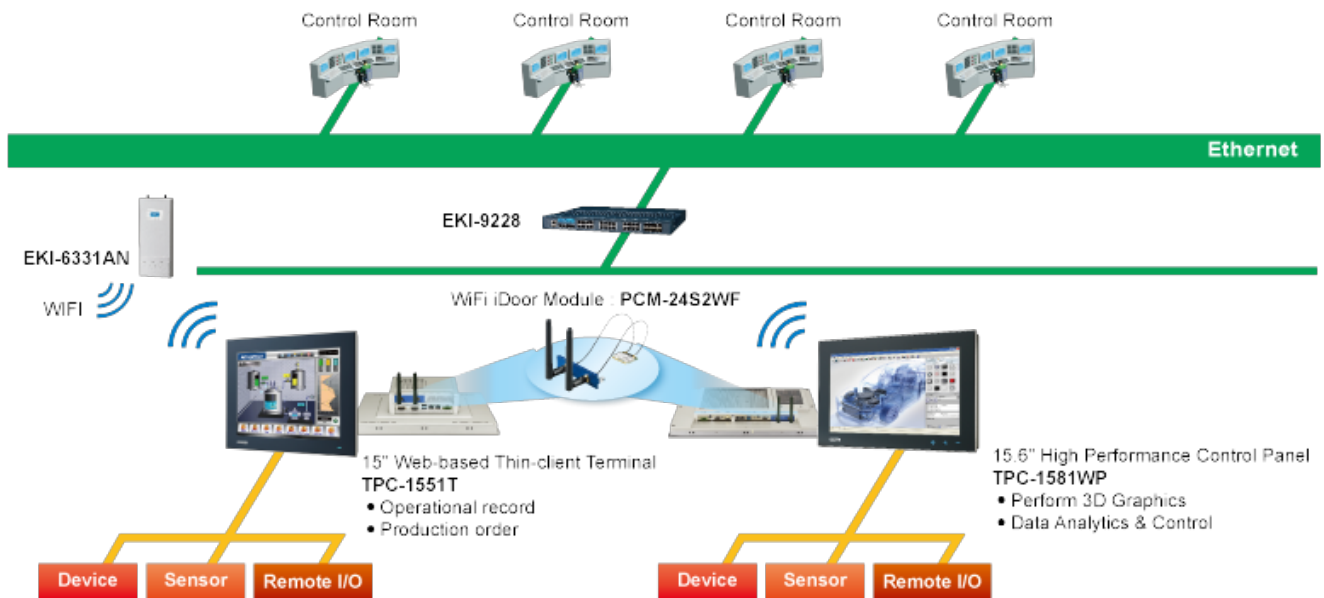 Control Room
Control Room
Control Room
Control Room
Ethernet
EKI-9228
EKI-6331AN
WIFI
WiFi iDoor Module : PCM-24S2WF
15" Web-based Thin-client Terminal
TPC-1551T
• Operational record
• Production order
15.6" High Performance Control Panel
TPC-1581WP
• Perform 3D Graphics
• Data Analytics & Control
Device
Sensor
Remote I/O
Device
Sensor
Remote I/O